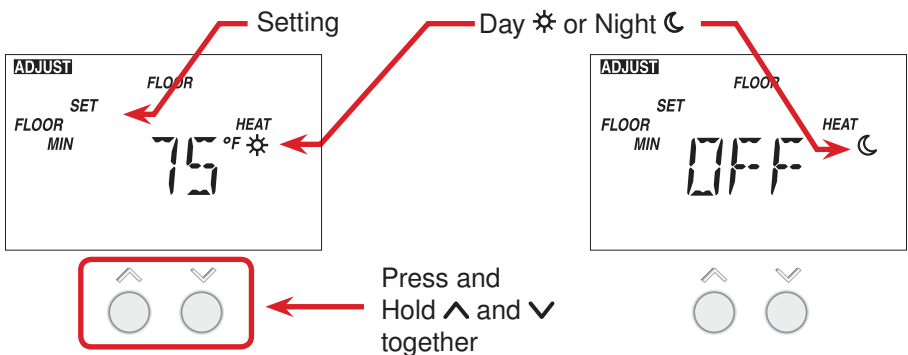 Setting
Day ☼ or Night ☾
ADJUST
FLOOR
SET
FLOOR
HEAT
MIN
75 °F ☼
ADJUST
FLOOR
SET
FLOOR
HEAT
MIN
OFF ☾
Press and
Hold ∧ and ∨
together